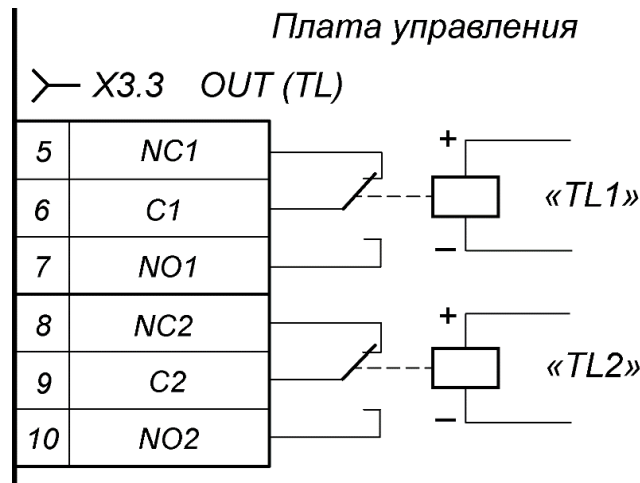 Плата управления
X3.3 OUT (TL)
5 NC1
6 C1
7 NO1
8 NC2
9 C2
10 NO2
+
«TL1»
–
+
«TL2»
–